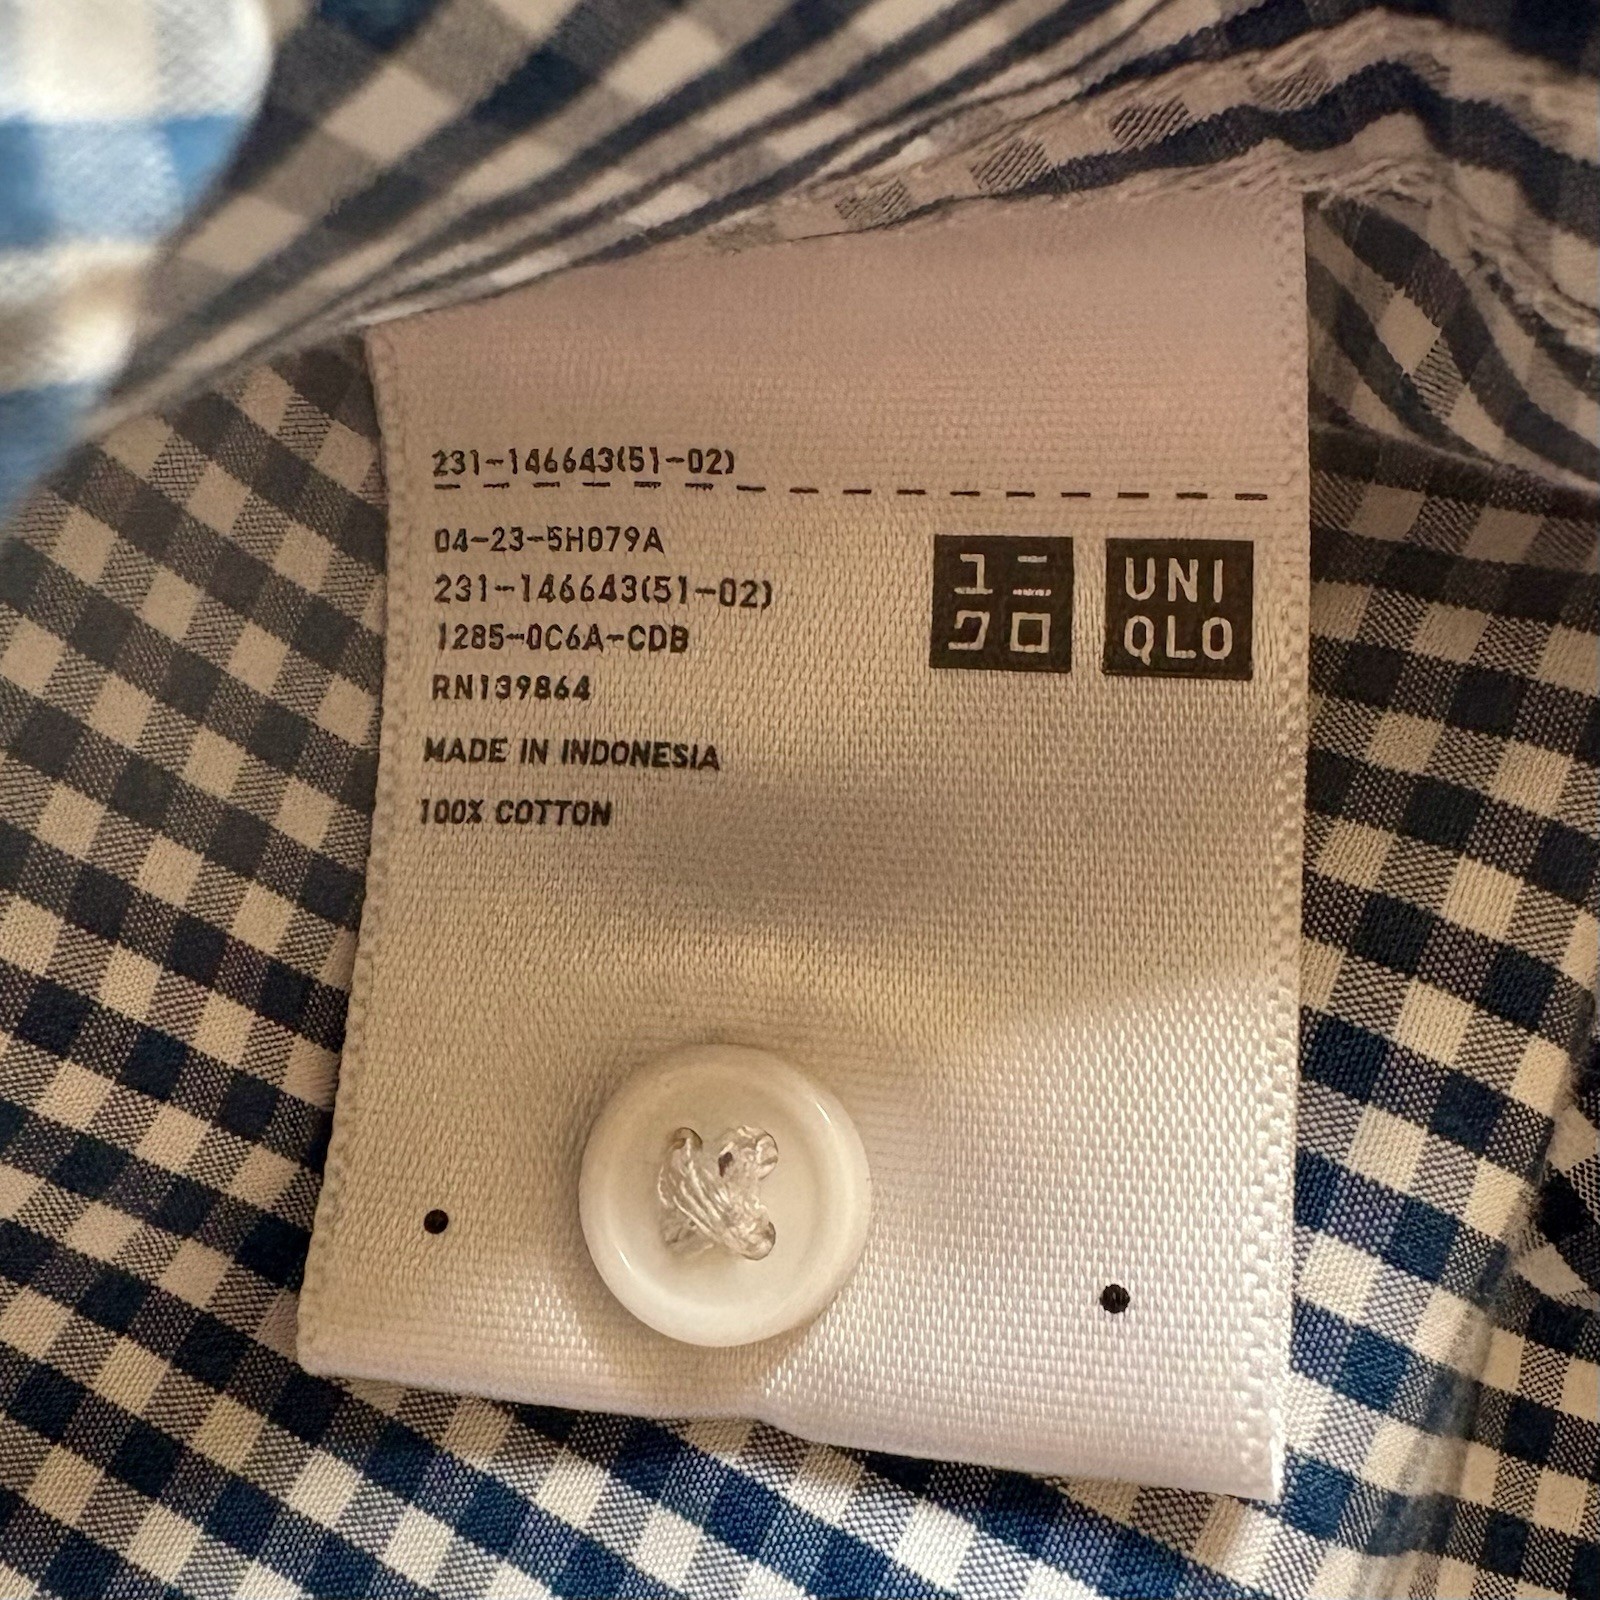 231-146643(51-02)
04-23-5H079A
231-146643(51-02)
1285-0C6A-CDB
RN139864
MADE IN INDONESIA
100% COTTON
ユニ
クロ
UNI
QLO